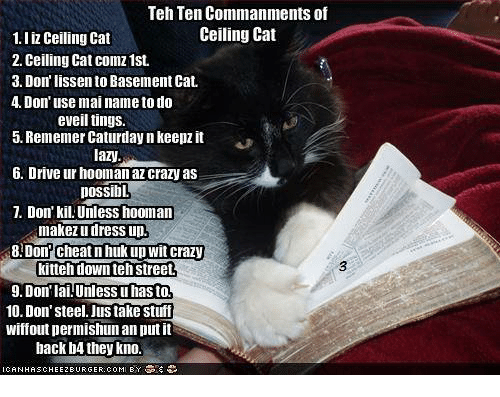 Teh Ten Commanments of
Ceiling Cat
1. I iz Ceiling Cat
2. Ceiling Cat comz 1st.
3. Don' lissen to Basement Cat.
4. Don' use mai name to do
eveil tings.
5. Rememer Caturday n keepz it
lazy.
6. Drive ur hooman az crazy as
possibl.
7. Don' kil. Unless hooman
makez u dress up.
8. Don' cheat n huk up wit crazy
kitteh down teh street.
9. Don' lai. Unless u has to.
10. Don' steel. Jus take stuff
wiffout permishun an put it
back b4 they kno.
3
ICANHASCHEEZBURGER.COM BY